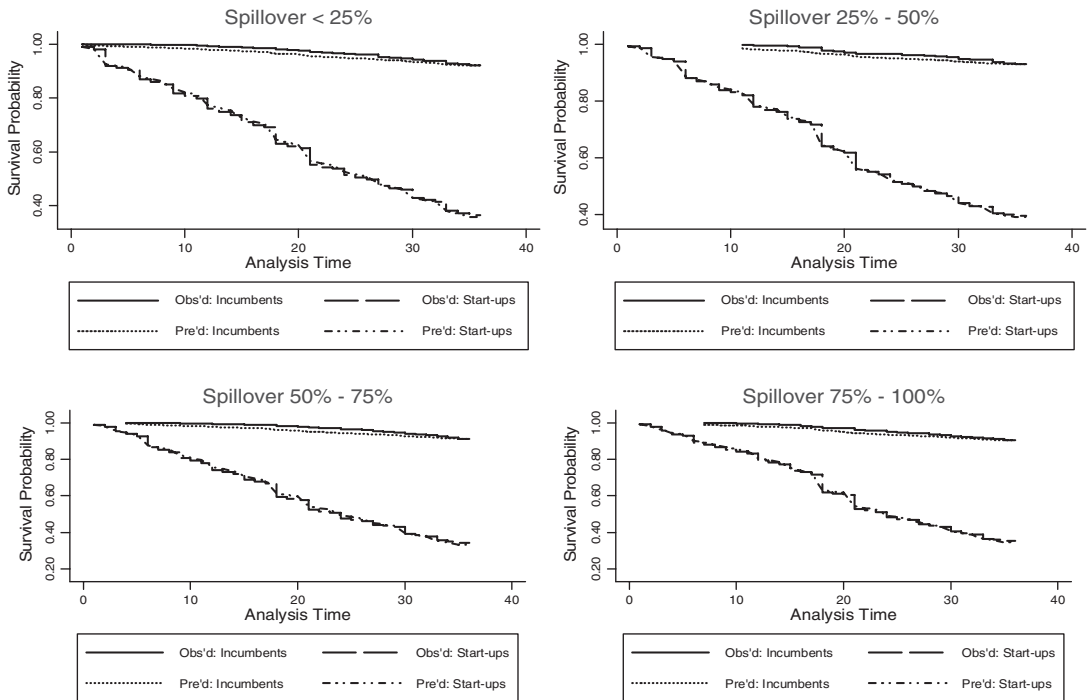 Spillover < 25%
Survival Probability
1.00
0.80
0.60
0.40
0 10 20 30 40
Analysis Time
Obs'd: Incumbents Obs'd: Start-ups
Pre'd: Incumbents Pre'd: Start-ups
Spillover 25% - 50%
Survival Probability
1.00
0.80
0.60
0.40
0 10 20 30 40
Analysis Time
Obs'd: Incumbents Obs'd: Start-ups
Pre'd: Incumbents Pre'd: Start-ups
Spillover 50% - 75%
Survival Probability
1.00
0.80
0.60
0.40
0.20
0 10 20 30 40
Analysis Time
Obs'd: Incumbents Obs'd: Start-ups
Pre'd: Incumbents Pre'd: Start-ups
Spillover 75% - 100%
Survival Probability
1.00
0.80
0.60
0.40
0.20
0 10 20 30 40
Analysis Time
Obs'd: Incumbents Obs'd: Start-ups
Pre'd: Incumbents Pre'd: Start-ups